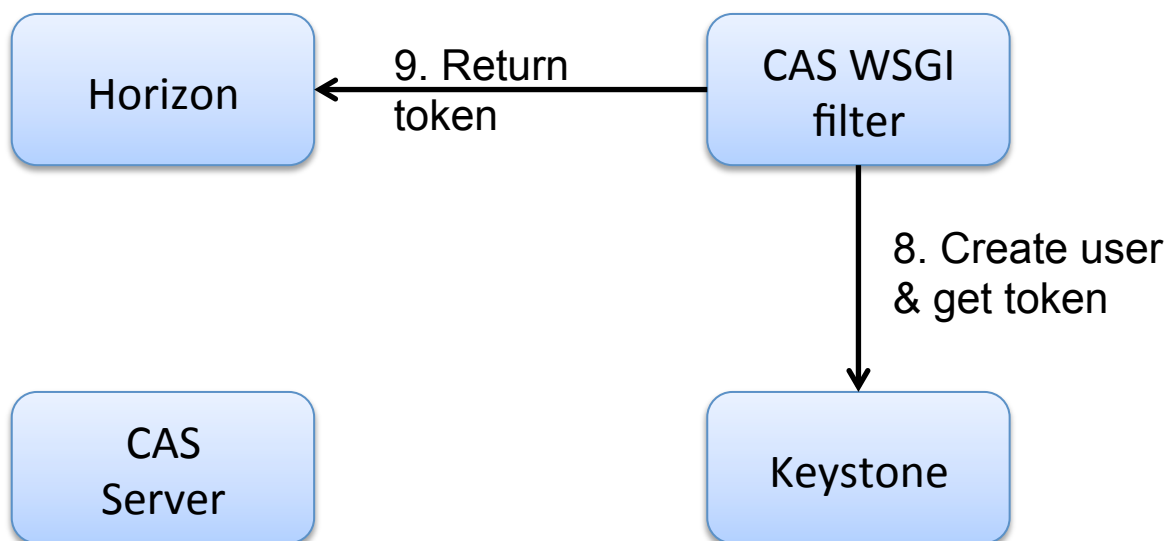 Horizon
9. Return
token
CAS WSGI
filter
8. Create user
& get token
CAS
Server
Keystone